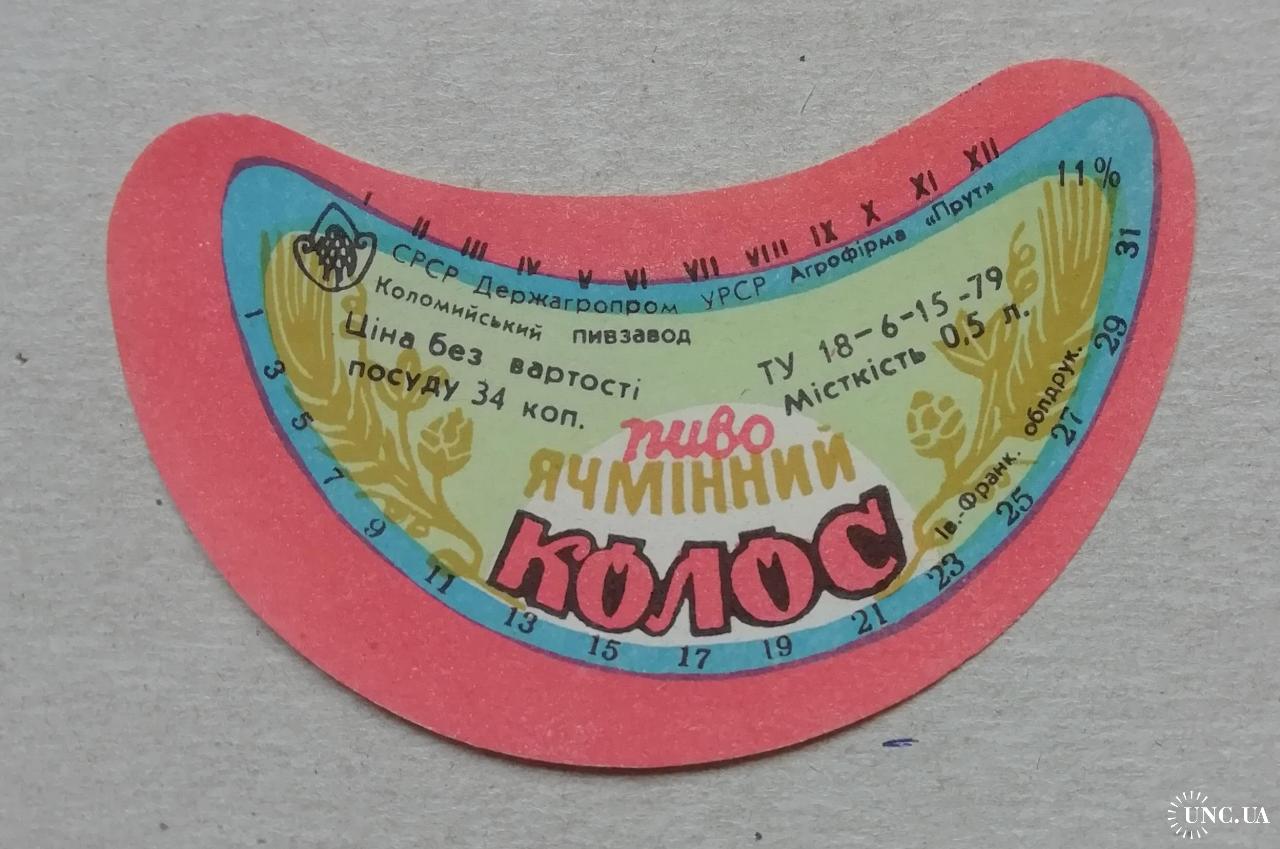 I II III IV V VI VII VIII IX X XI XII
11%
СРСР Держагропром УРСР Агрофірма «Прут»
Коломийський пивзавод
Ціна без вартості
посуду 34 коп.
ТУ 18-6-15-79
Місткість 0,5 л.
пиво
ЯЧМІННИЙ
КОЛОС
Ів.-Франк. облдрук.
1 3 5 7 9 11 13 15 17 19 21 23 25 27 29 31
UNC.UA